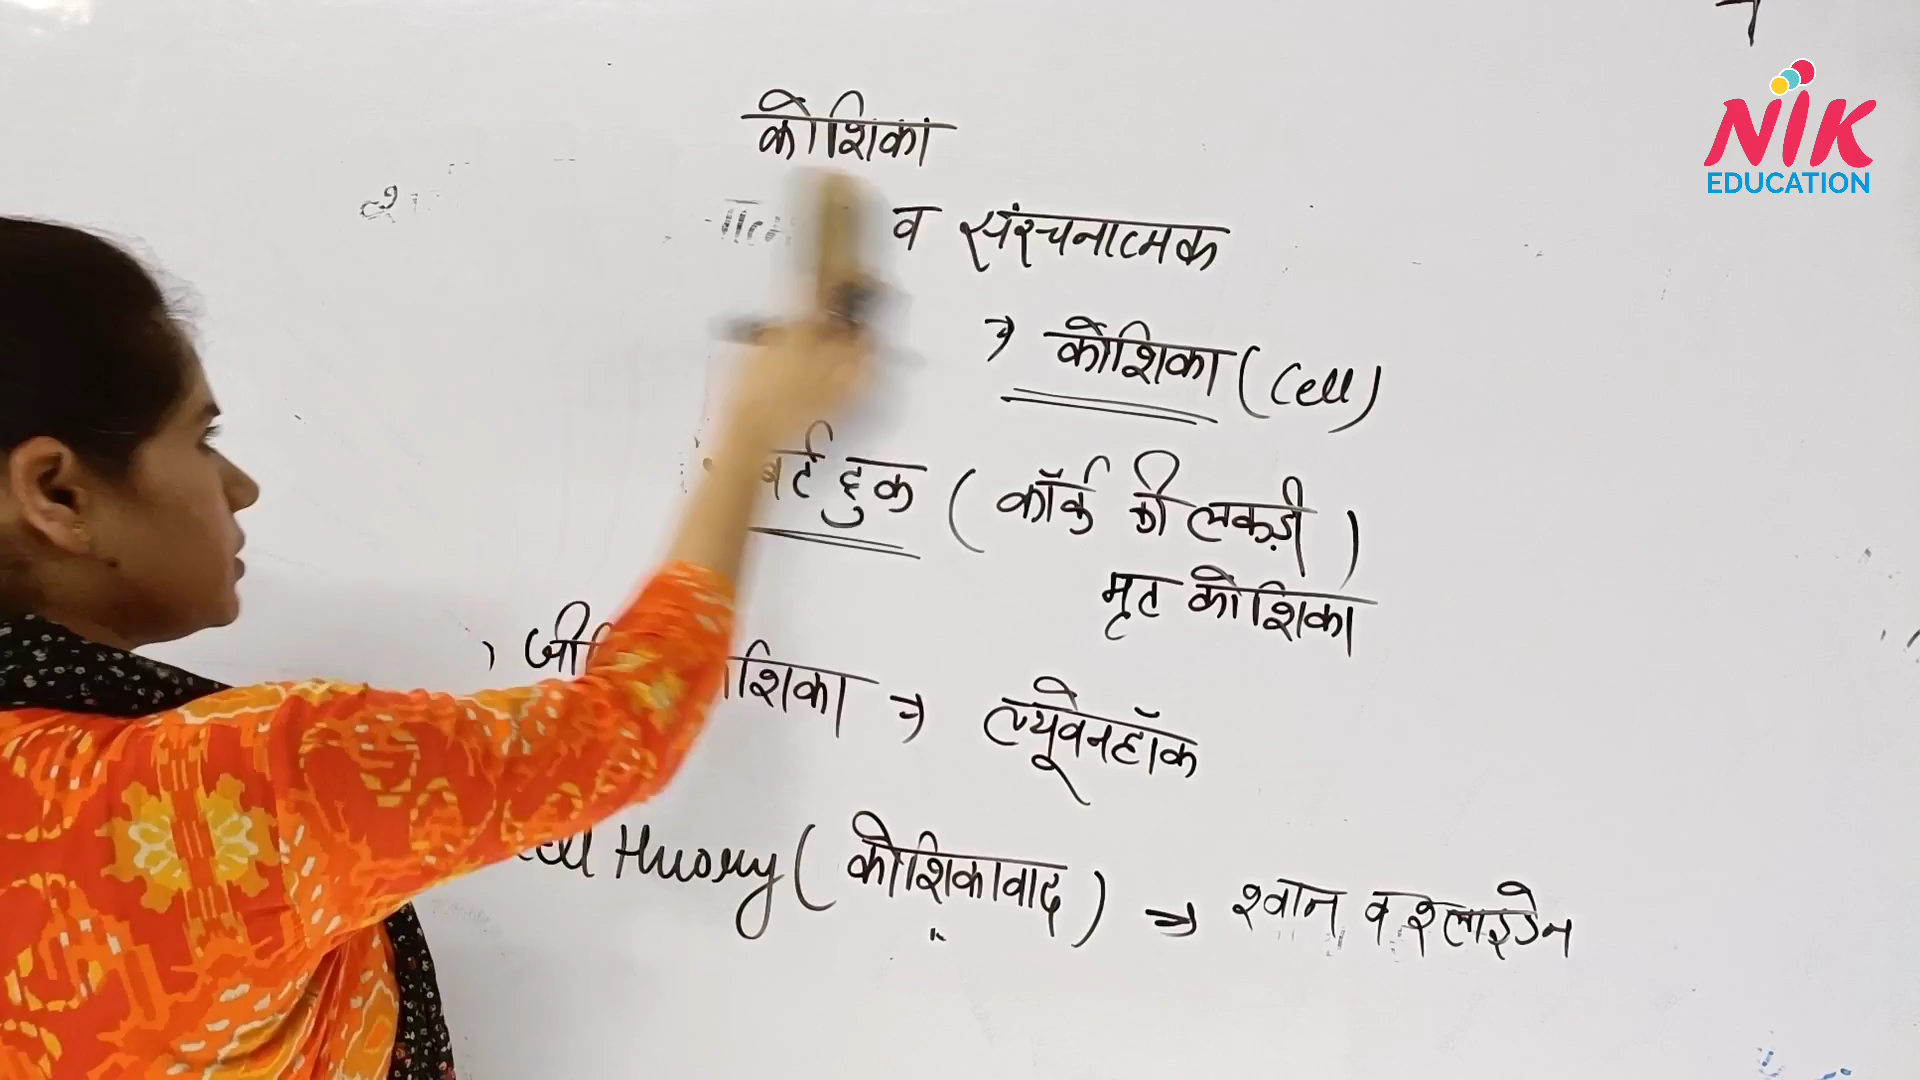 NIK
EDUCATION
कोशिका
व संरचनात्मक
→ कोशिका (Cell)
हुक (कॉर्क की लकड़ी)
मृत कोशिका
→ ल्यूवेनहॉक
Theory (कोशिकावाद) → श्वान व श्लाइडेन